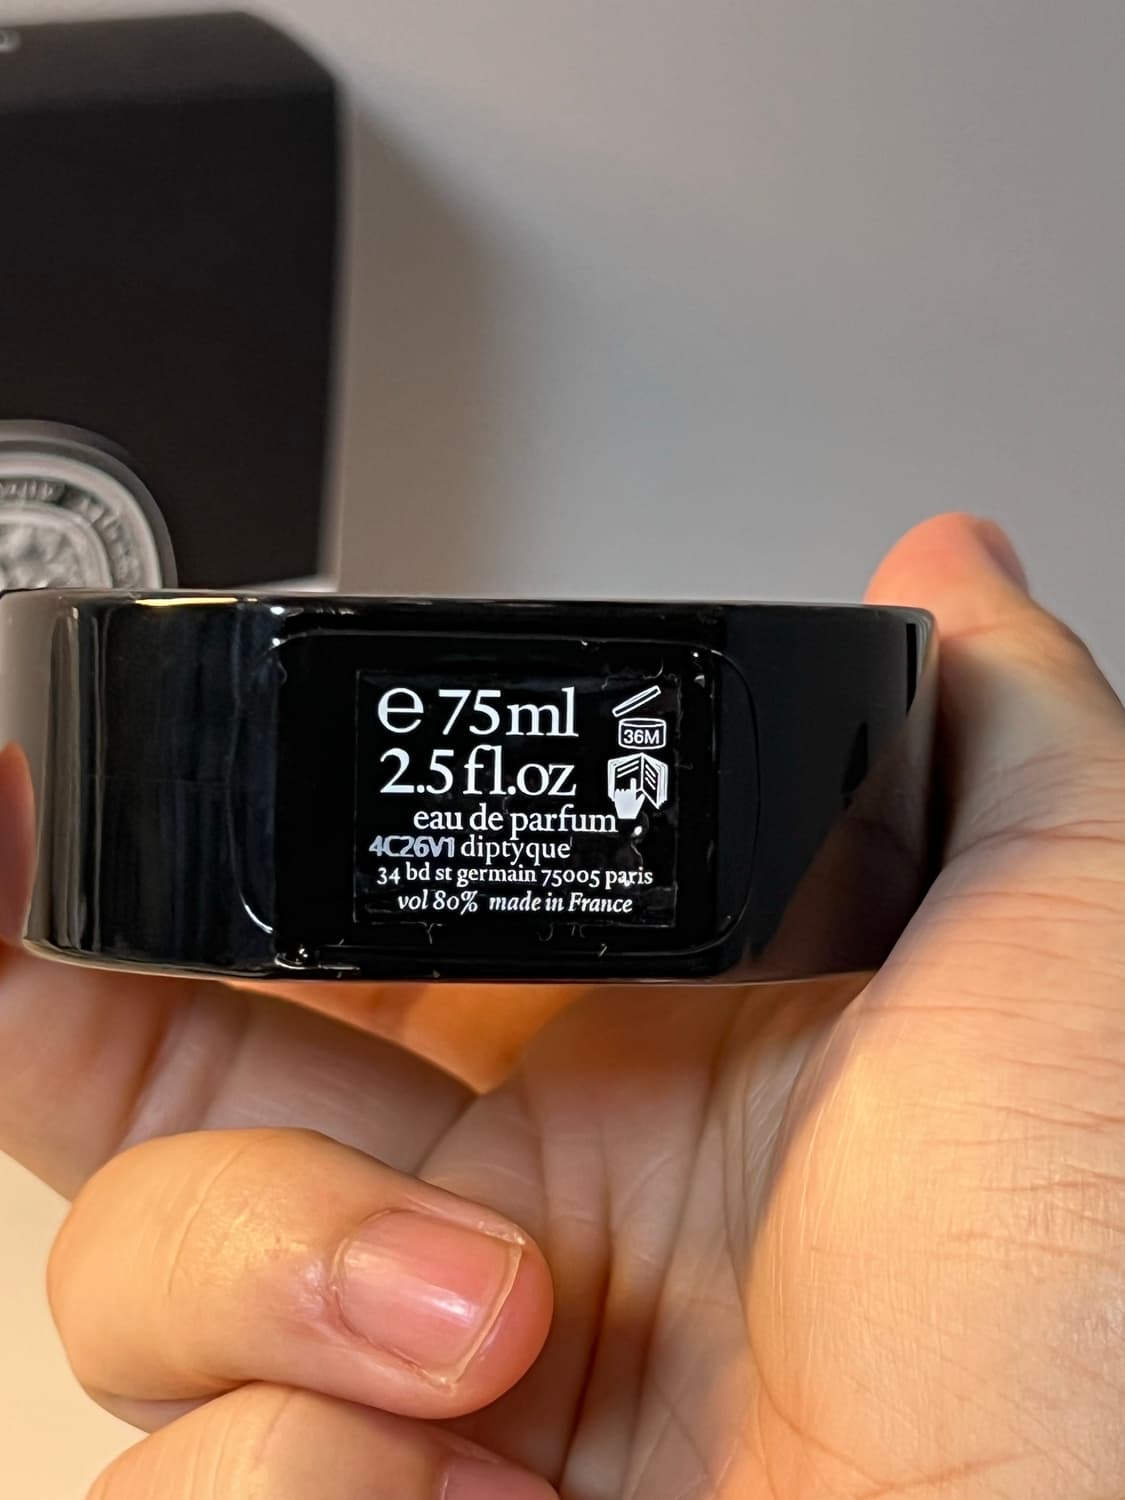 ℮ 75ml
36M
2.5 fl.oz
eau de parfum
4C26V1 diptyque
34 bd st germain 75005 paris
vol 80% made in France